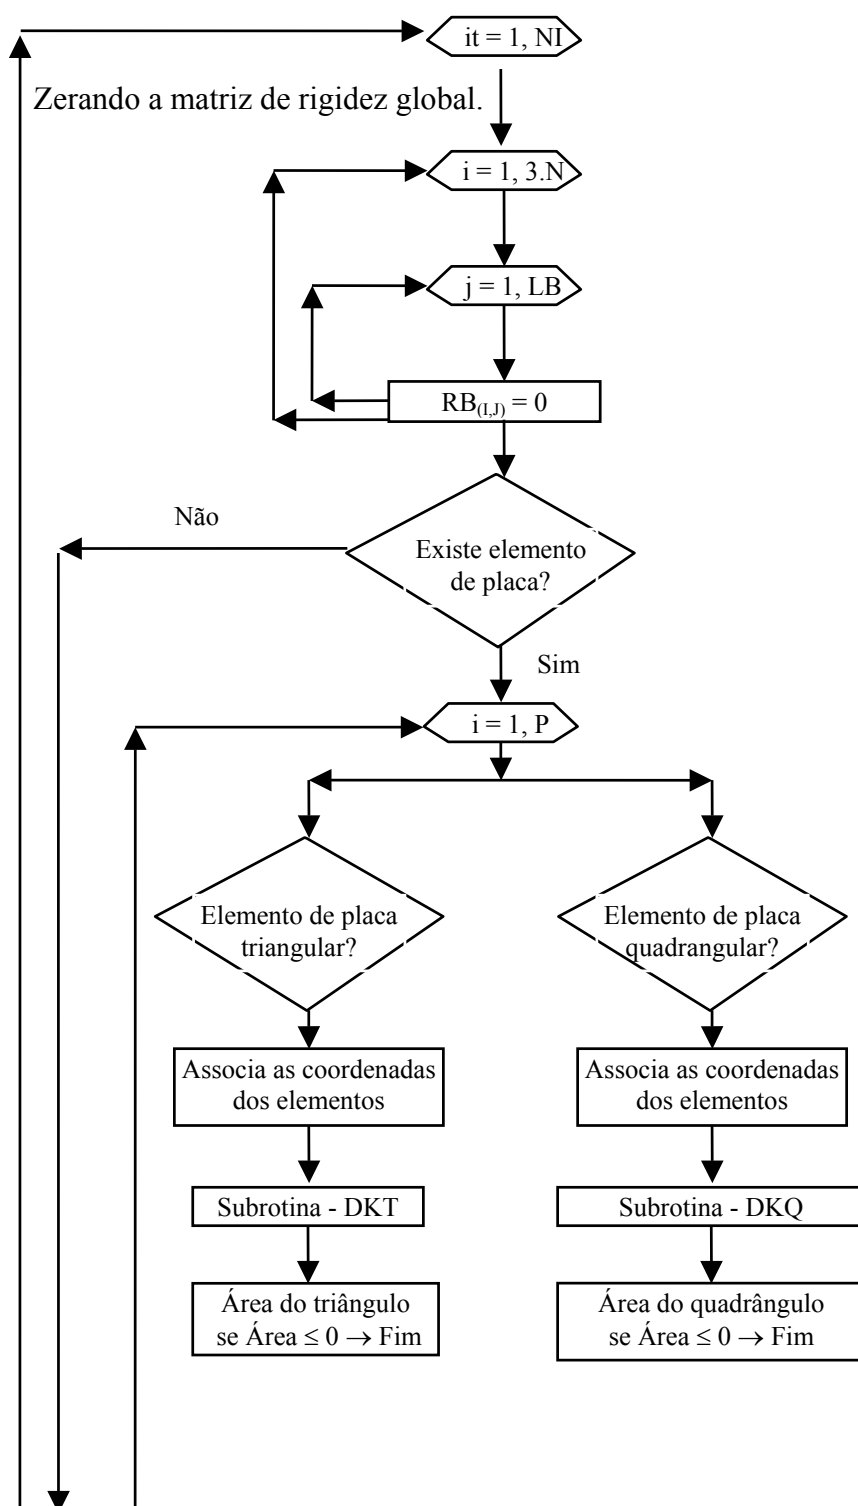 it = 1, NI
Zerando a matriz de rigidez global.
i = 1, 3.N
j = 1, LB
RB(I,J) = 0
Não
Existe elemento
de placa?
Sim
i = 1, P
Elemento de placa
triangular?
Elemento de placa
quadrangular?
Associa as coordenadas
dos elementos
Associa as coordenadas
dos elementos
Subrotina - DKT
Subrotina - DKQ
Área do triângulo
se Área ≤ 0 → Fim
Área do quadrângulo
se Área ≤ 0 → Fim